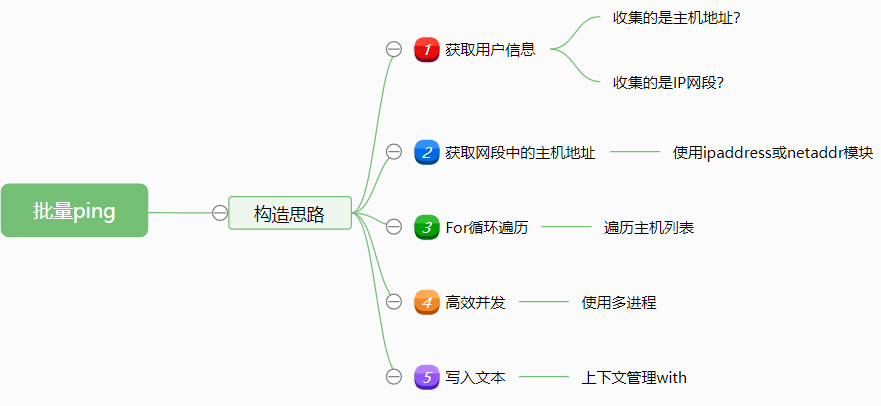 批量ping
构造思路
1 获取用户信息
收集的是主机地址?
收集的是IP网段?
2 获取网段中的主机地址
使用ipaddress或netaddr模块
3 For循环遍历
遍历主机列表
4 高效并发
使用多进程
5 写入文本
上下文管理with